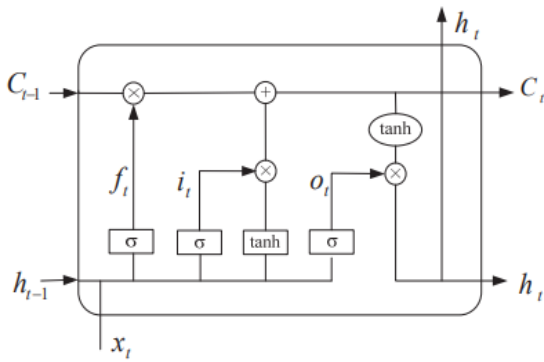 h_t
C_{t-1} × + C_t
tanh
f_t i_t × o_t ×
σ σ tanh σ
h_{t-1} h_t
x_t